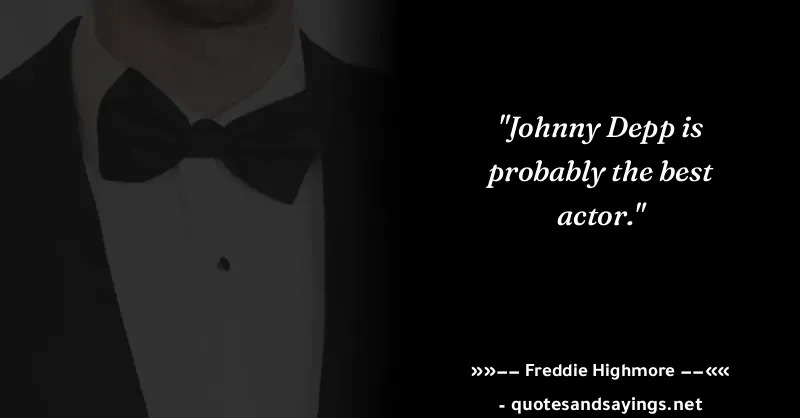 "Johnny Depp is
probably the best
actor."
»»−− Freddie Highmore −−««
- quotesandsayings.net